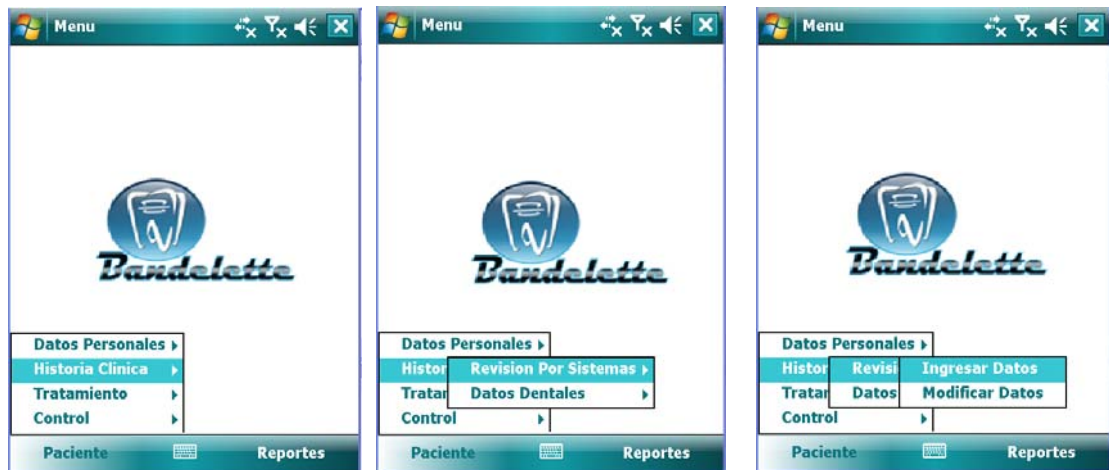 Menu
Bandelette
Datos Personales
Historia Clinica
Tratamiento
Control
Paciente
Reportes
Menu
Bandelette
Datos Personales
Histor
Revision Por Sistemas
Tratar
Datos Dentales
Control
Paciente
Reportes
Menu
Bandelette
Datos Personales
Histor
Revisi
Ingresar Datos
Tratar
Datos
Modificar Datos
Control
Paciente
Reportes